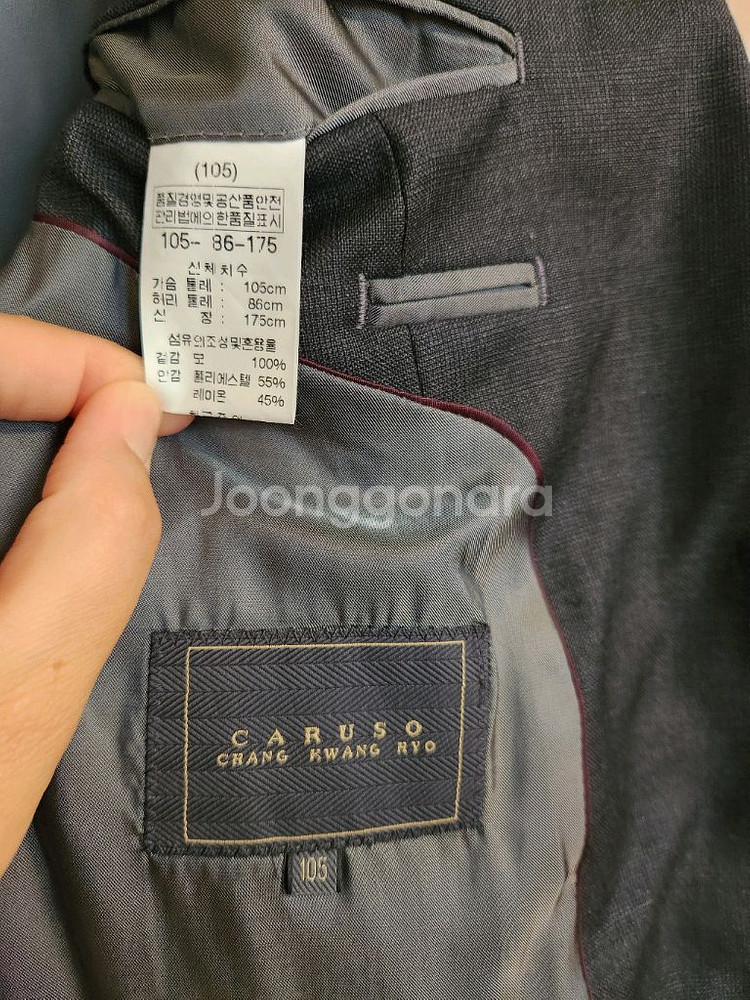 (105)
품질경영및공산품안전
관리법에의한품질표시
105- 86-175
신체치수
가슴 둘레 : 105cm
허리 둘레 : 86cm
신 장 : 175cm
섬유의조성및혼용율
겉감 모 100%
안감 폴리에스텔 55%
레이온 45%
Joonggonara
CARUSO
CHANG KWANG HYO
105